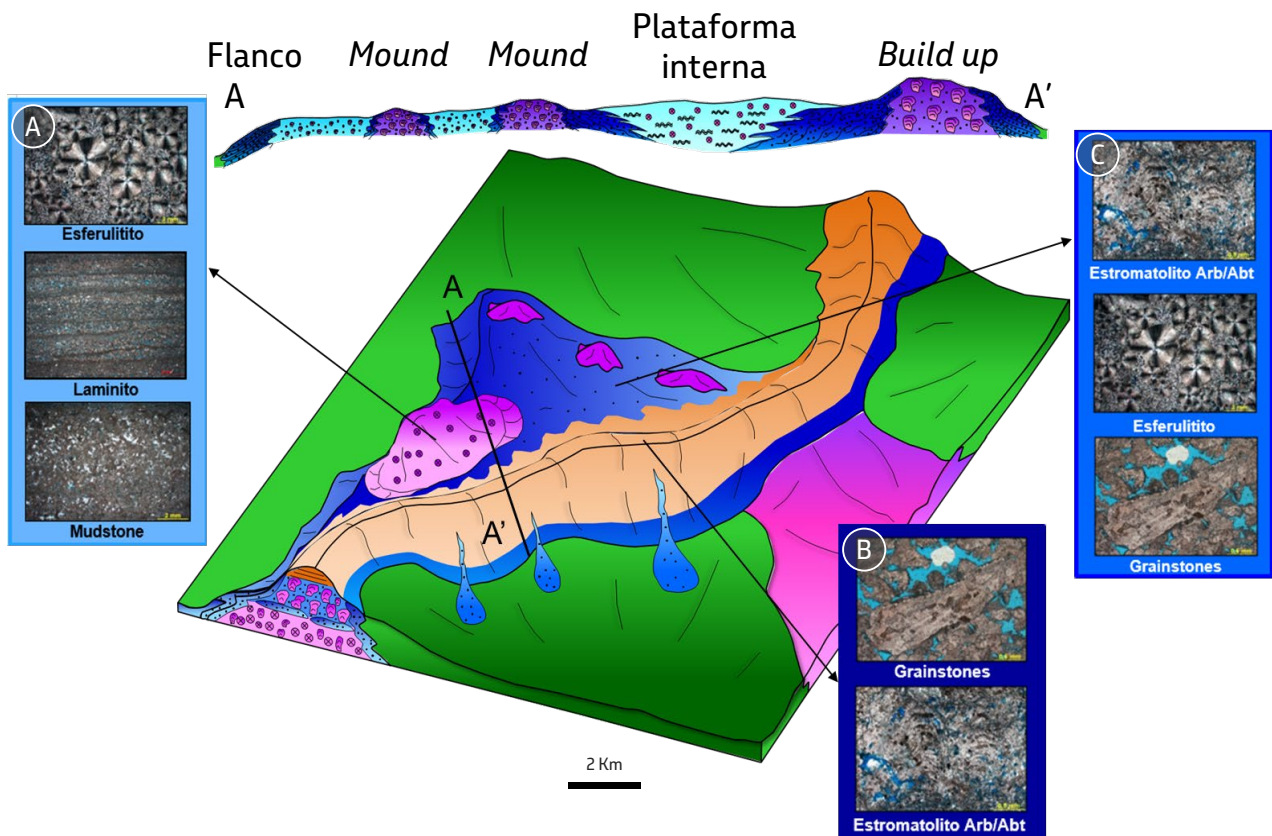 Flanco
Mound
Mound
Plataforma
interna
Build up
A
A'
A
Esferulitito
Laminito
Mudstone
C
Estromatolito Arb/Abt
Esferulitito
Grainstones
A
A'
B
Grainstones
Estromatolito Arb/Abt
2 Km